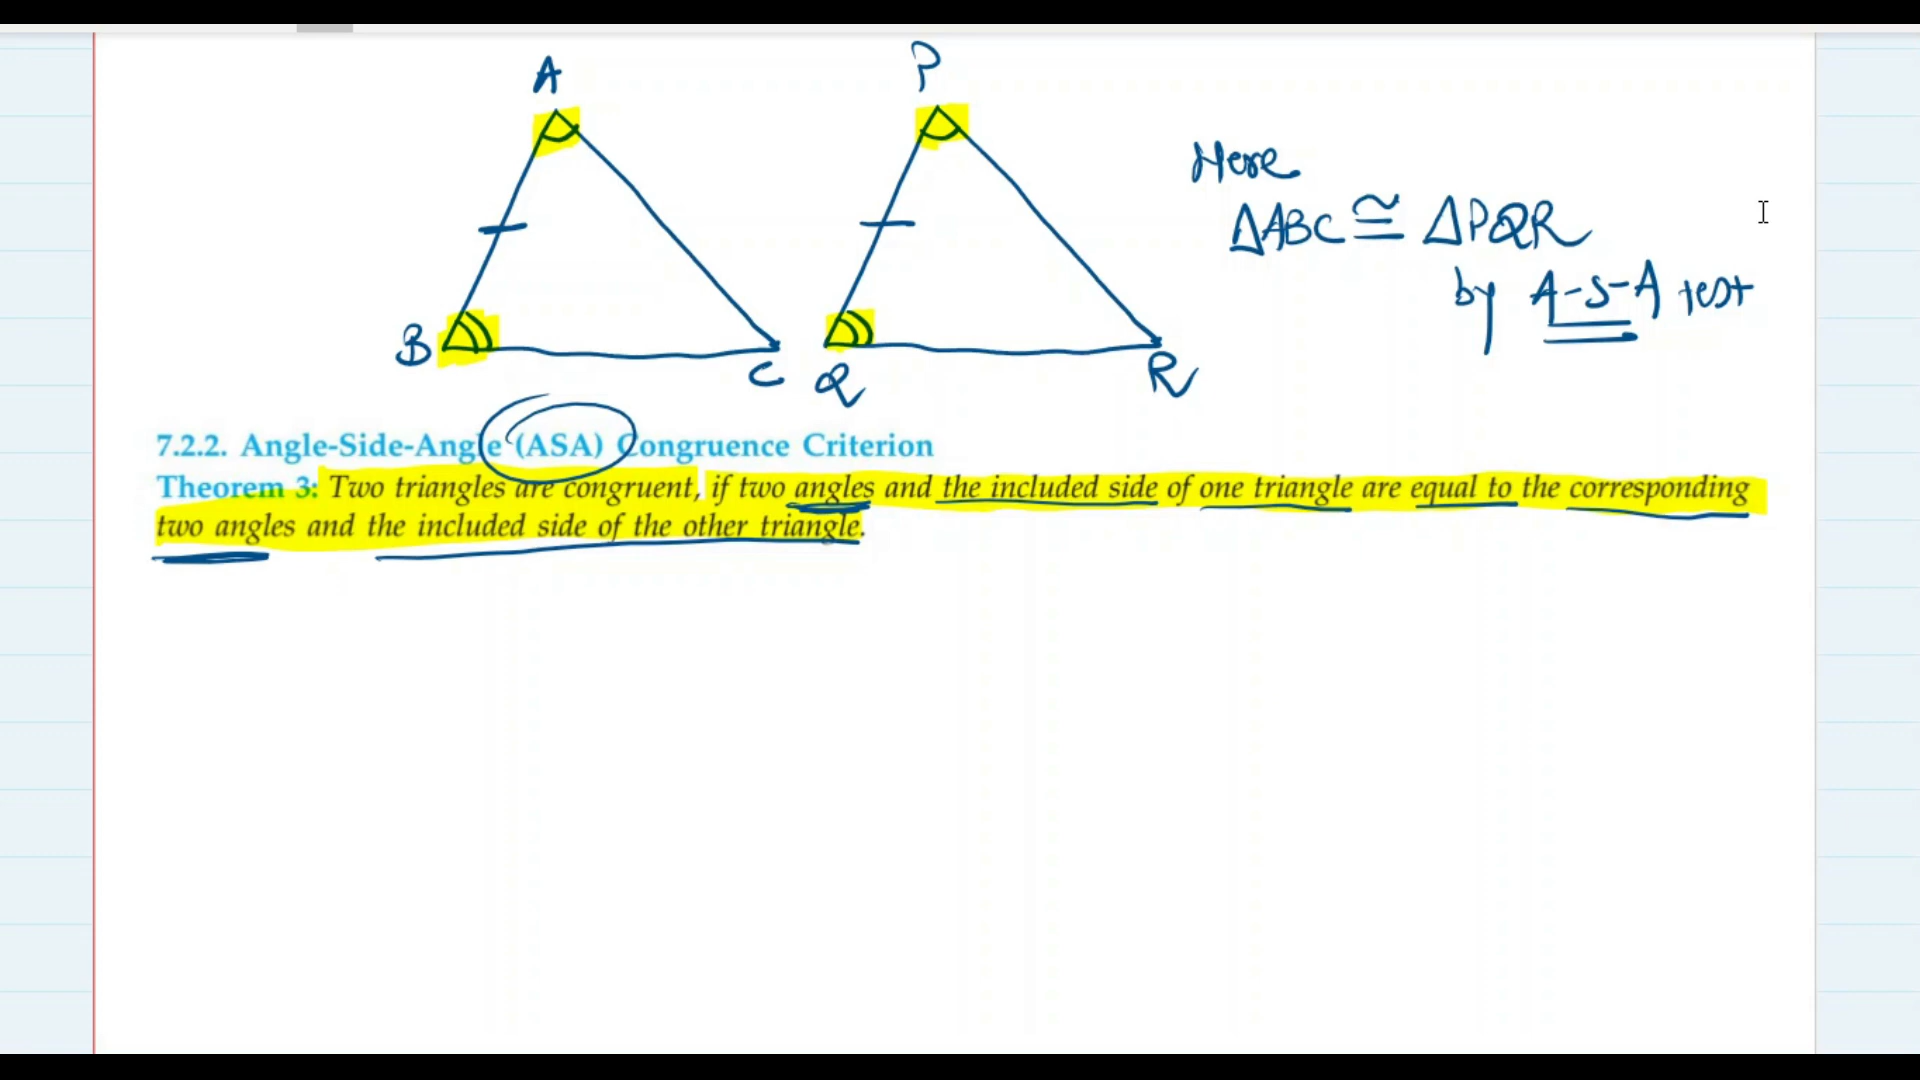 A
P
Here
ΔABC ≅ ΔPQR
by A-S-A test
B
C
Q
R
7.2.2. Angle-Side-Angle (ASA) Congruence Criterion
Theorem 3: Two triangles are congruent, if two angles and the included side of one triangle are equal to the corresponding
two angles and the included side of the other triangle.